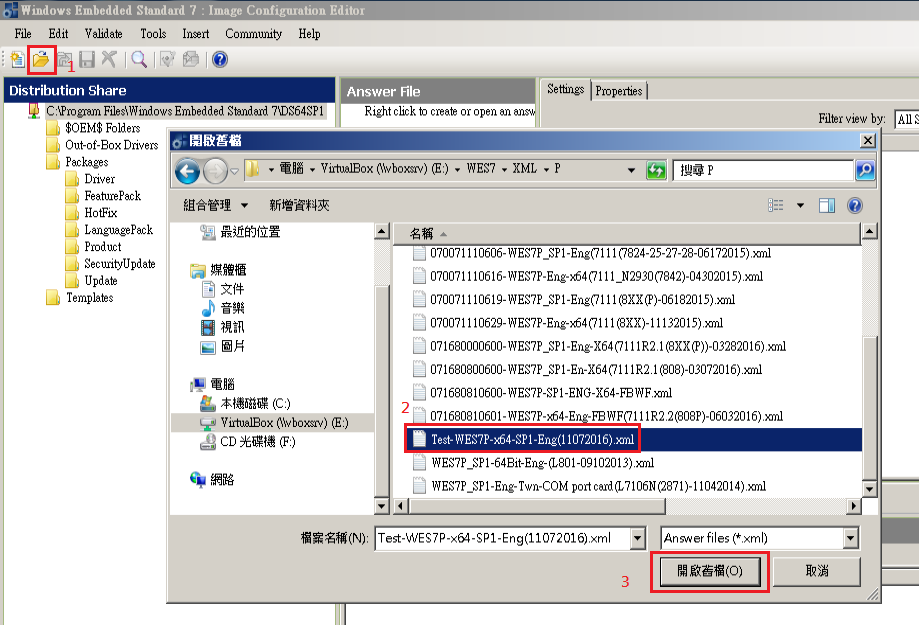 Windows Embedded Standard 7 : Image Configuration Editor
File Edit Validate Tools Insert Community Help
1
Distribution Share
C:\Program Files\Windows Embedded Standard 7\DS64SP1
$OEM$ Folders
Out-of-Box Drivers
Packages
Driver
FeaturePack
HotFix
LanguagePack
Product
SecurityUpdate
Update
Templates
Answer File
Right click to create or open an answ
Settings Properties
Filter view by: All S
開啟舊檔
電腦 VirtualBox (\\vboxsrv) (E:) WES7 XML P
搜尋 P
組合管理 新增資料夾
最近的位置
媒體櫃
文件
音樂
視訊
圖片
電腦
本機磁碟 (C:)
VirtualBox (\\vboxsrv) (E:)
CD 光碟機 (F:)
網路
名稱
070071110606-WES7P_SP1-Eng(7111(7824-25-27-28-06172015).xml
070071110616-WES7P-Eng-x64(7111_N2930(7842)-04302015).xml
070071110619-WES7P_SP1-Eng(7111(8XX(P)-06182015).xml
070071110629-WES7P-Eng-x64(7111(8XX)-11132015).xml
071680000600-WES7P_SP1-Eng-X64(7111R2.1(8XX(P))-03282016).xml
071680800600-WES7P_SP1-En-X64(7111R2.1(808)-03072016).xml
071680810600-WES7P-SP1-ENG-X64-FBWF.xml
071680810601-WES7P-x64-Eng-FBWF(7111R2.2(808P)-06032016).xml
2
Test-WES7P-x64-SP1-Eng(11072016).xml
WES7P_SP1-64Bit-Eng-(L801-09102013).xml
WES7P_SP1-Eng-Twn-COM port card(L7106N(2871)-11042014).xml
檔案名稱(N): Test-WES7P-x64-SP1-Eng(11072016).xml Answer files (*.xml)
3
開啟舊檔(O) 取消